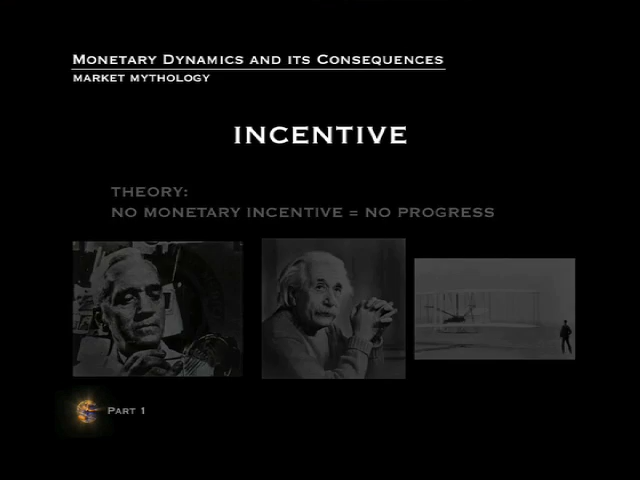 Monetary Dynamics and its Consequences
market mythology
INCENTIVE
THEORY:
NO MONETARY INCENTIVE = NO PROGRESS
Part 1